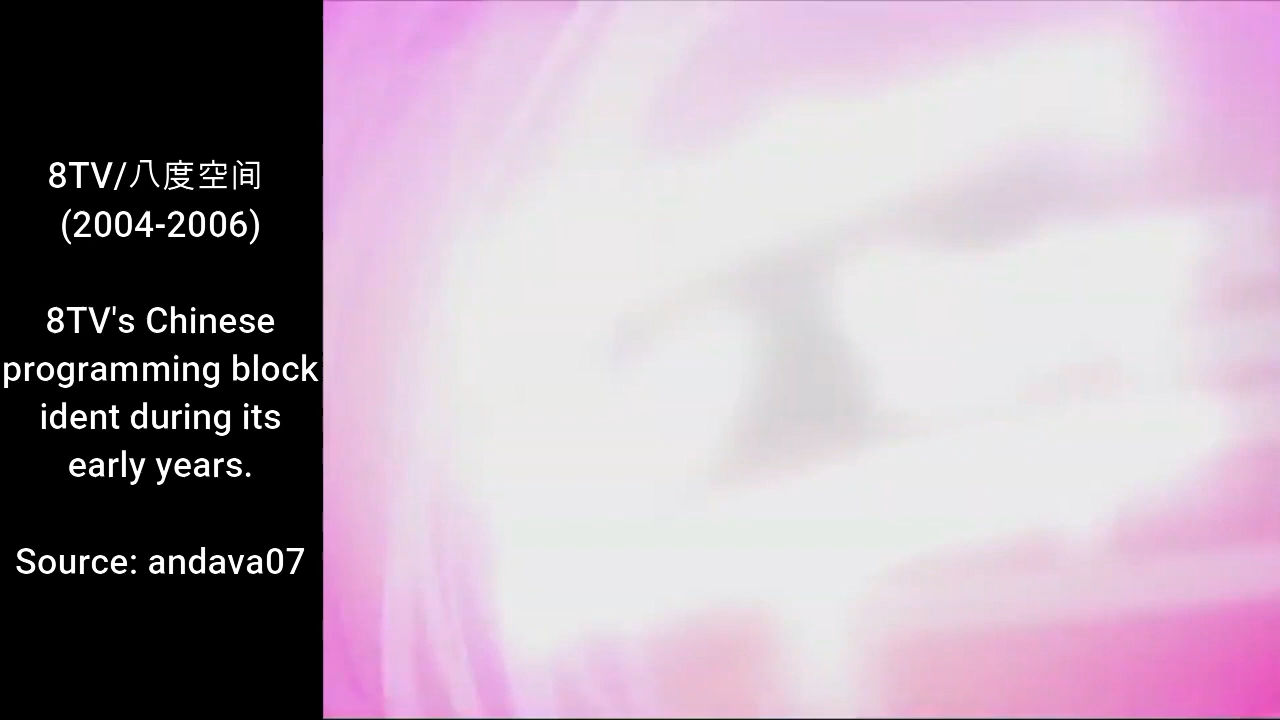 8TV/八度空间
(2004-2006)
8TV's Chinese
programming block
ident during its
early years.
Source: andava07